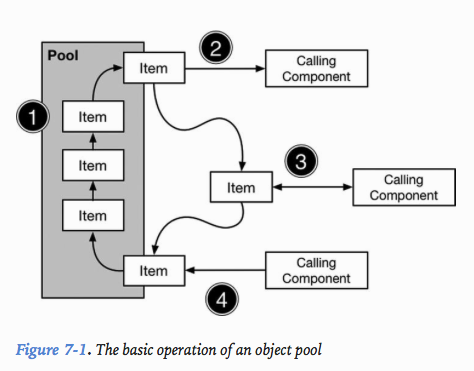 Pool
Item
2
Calling
Component
1
Item
Item
Item
3
Item
Calling
Component
Item
Calling
Component
4
Figure 7-1. The basic operation of an object pool